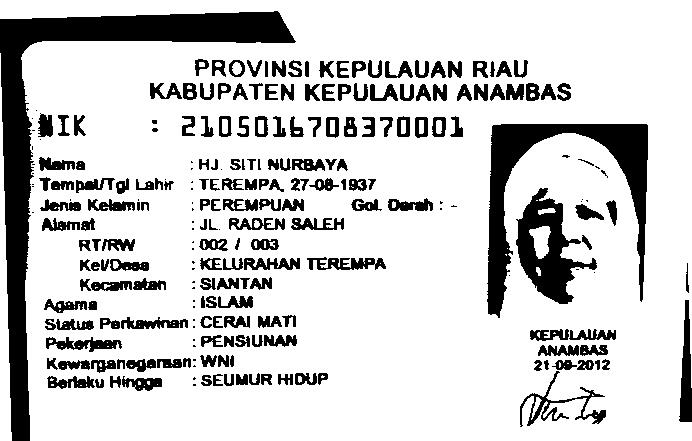 PROVINSI KEPULAUAN RIAU
KABUPATEN KEPULAUAN ANAMBAS
NIK : 2105016708370001
Nama : HJ. SITI NURBAYA
Tempat/Tgl Lahir : TEREMPA, 27-08-1937
Jenis Kelamin : PEREMPUAN Gol. Darah : -
Alamat : JL. RADEN SALEH
RT/RW : 002 / 003
Kel/Desa : KELURAHAN TEREMPA
Kecamatan : SIANTAN
Agama : ISLAM
Status Perkawinan : CERAI MATI
Pekerjaan : PENSIUNAN
Kewarganegaraan : WNI
Berlaku Hingga : SEUMUR HIDUP
KEPULAUAN
ANAMBAS
21-09-2012